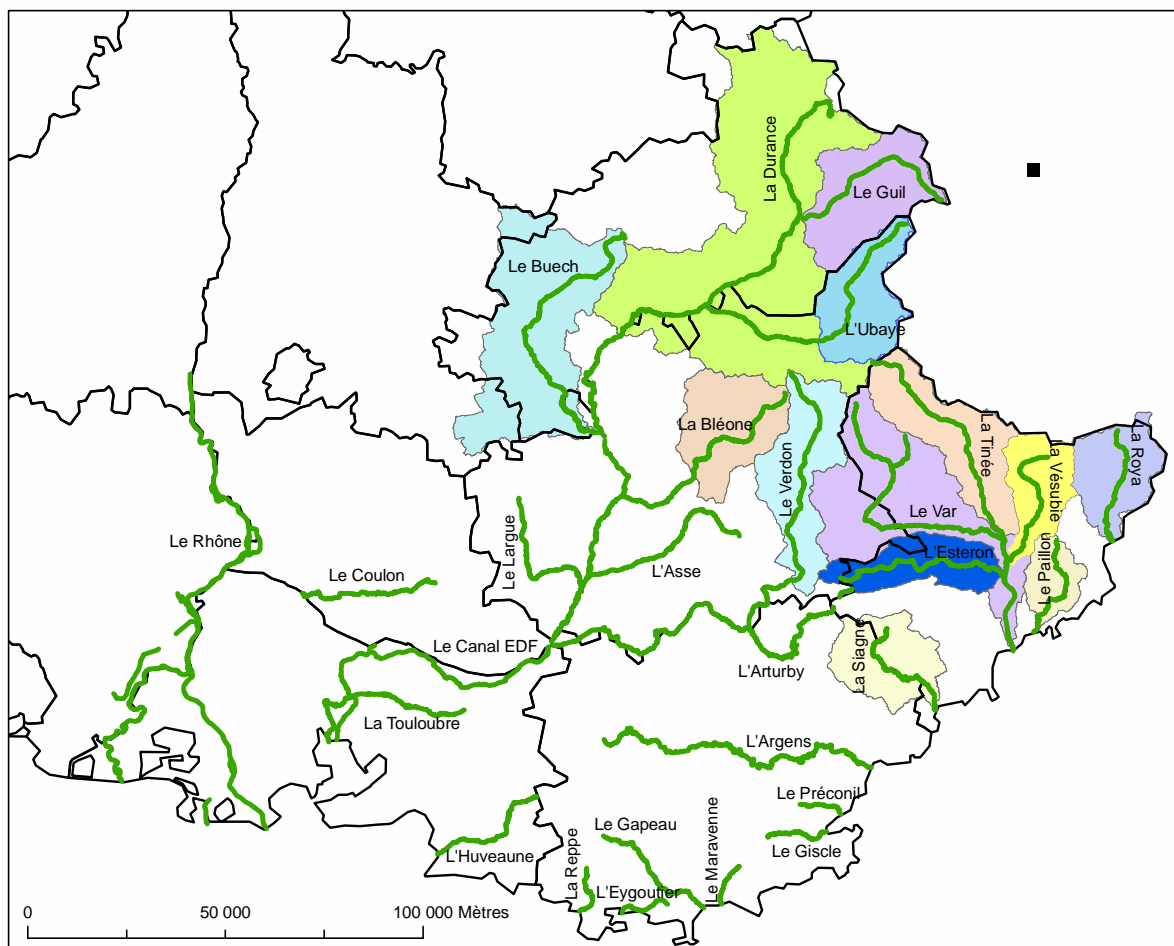 La Durance
Le Guil
Le Buech
L'Ubaye
La Bléone
La Tinée
La Vésubie
La Roya
Le Verdon
Le Var
Le Rhône
Le Largue
L'Esteron
Le Paillon
Le Coulon
L'Asse
Le Canal EDF
L'Arturby
La Siagne
La Touloubre
L'Argens
Le Préconil
Le Gapeau
Le Maravenne
Le Giscle
L'Huveaune
La Reppe
L'Eygoutier
0 50 000 100 000 Mètres